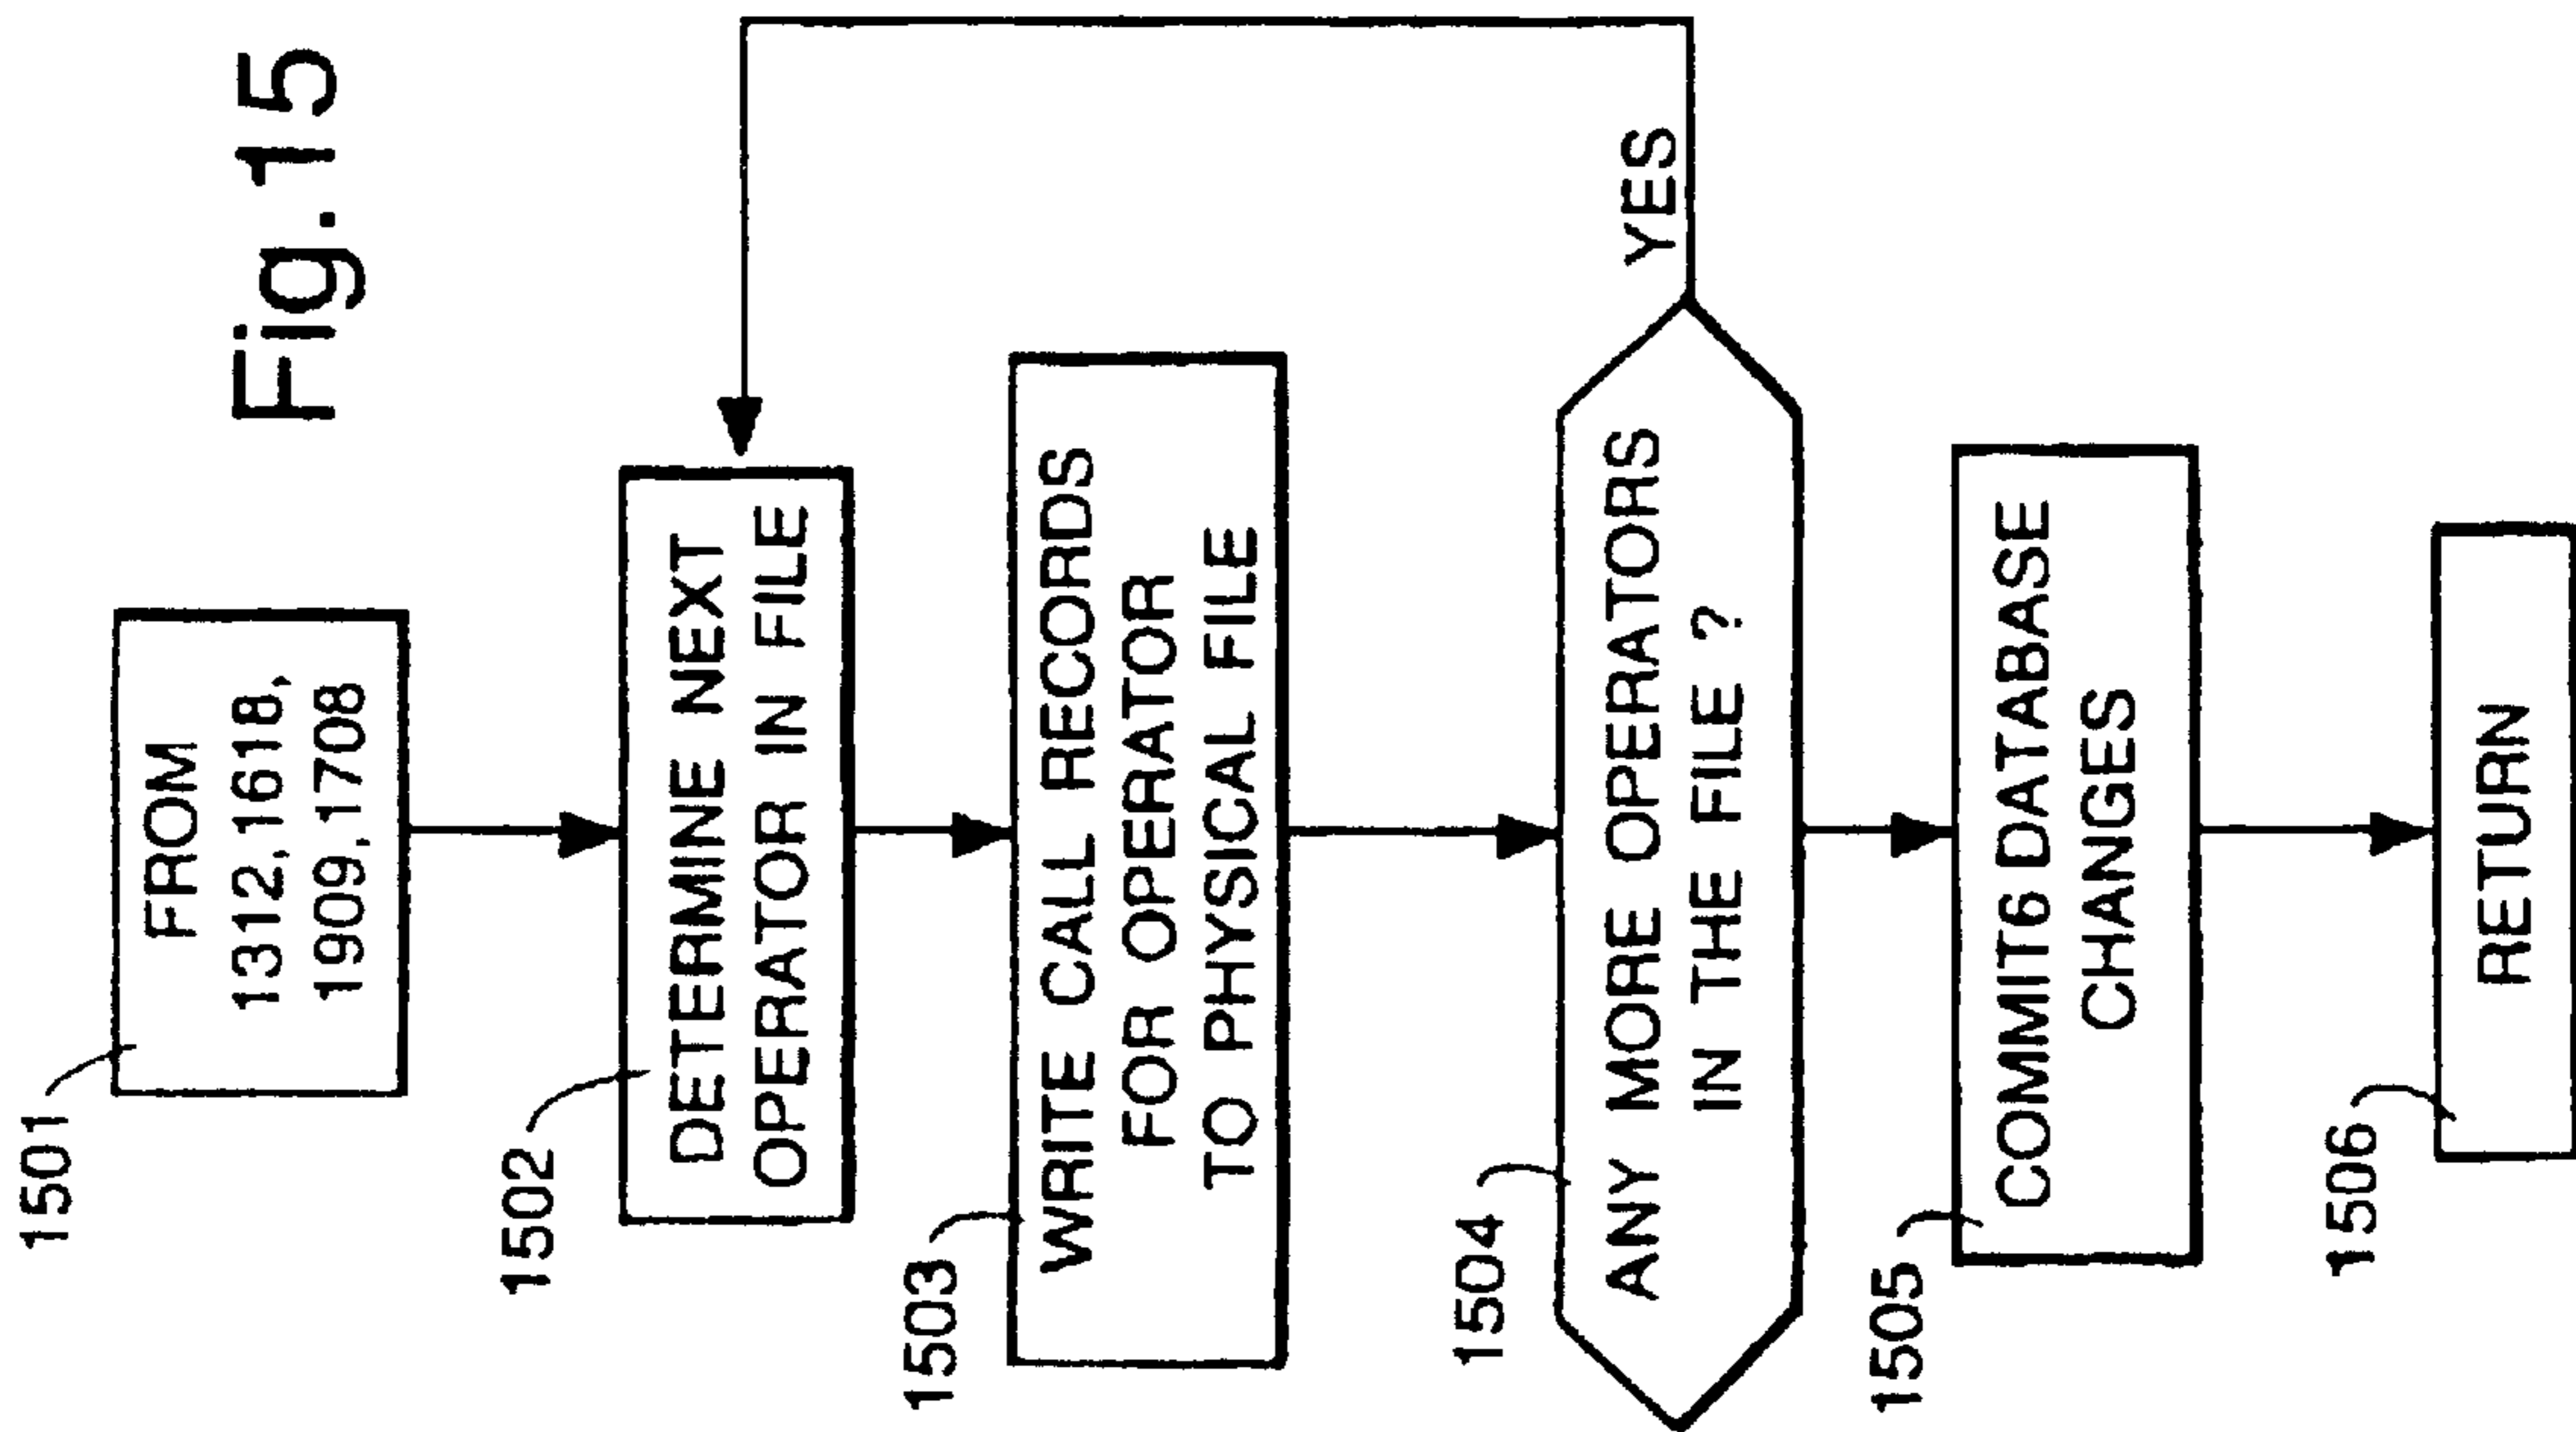 Fig.15
1501
FROM
1312,1618,
1909,1708
1502
DETERMINE NEXT
OPERATOR IN FILE
1503
WRITE CALL RECORDS
FOR OPERATOR
TO PHYSICAL FILE
1504
ANY MORE OPERATORS
IN THE FILE ?
YES
1505
COMMIT6 DATABASE
CHANGES
1506
RETURN